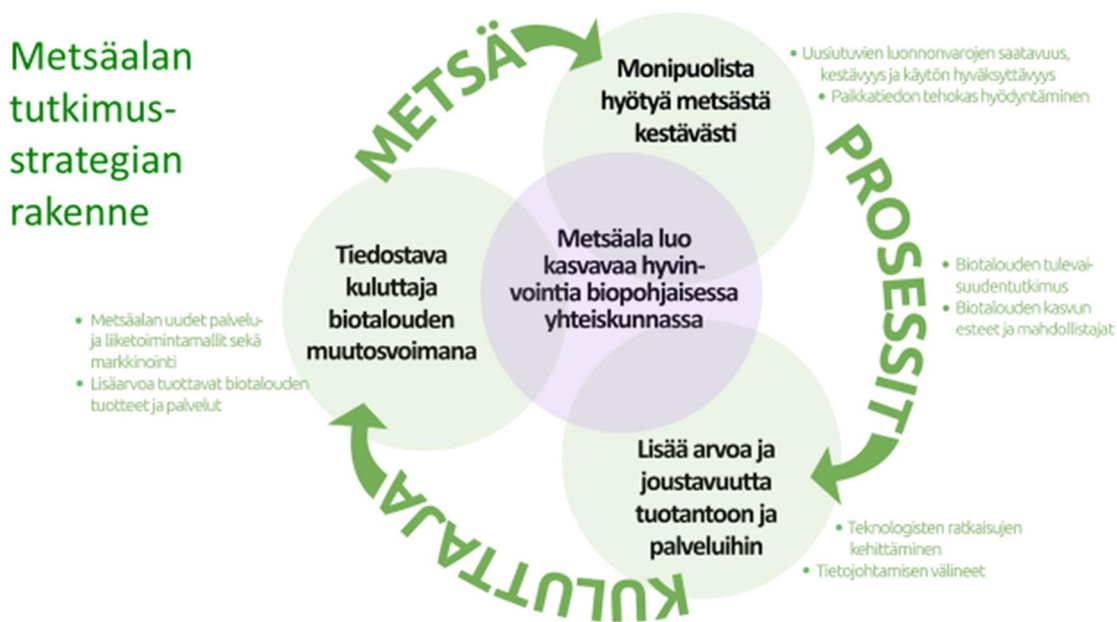 Metsäalan
tutkimus-
strategian
rakenne
METSÄ
Monipuolista
hyötyä metsästä
kestävästi
• Uusiutuvien luonnonvarojen saatavuus,
kestävyys ja käytön hyväksyttävyys
• Paikkatiedon tehokas hyödyntäminen
PROSESSIT
Metsäala luo
kasvavaa hyvin-
vointia biopohjaisessa
yhteiskunnassa
Tiedostava
kuluttaja
biotalouden
muutosvoimana
• Biotalouden tulevai-
suudentutkimus
• Biotalouden kasvun
esteet ja mahdollistajat
• Metsäalan uudet palvelu-
ja liiketoimintamallit sekä
markkinointi
• Lisäarvoa tuottavat biotalouden
tuotteet ja palvelut
Lisää arvoa ja
joustavuutta
tuotantoon ja
palveluihin
• Teknologisten ratkaisujen
kehittäminen
• Tietojohtamisen välineet
KULUTTAJA